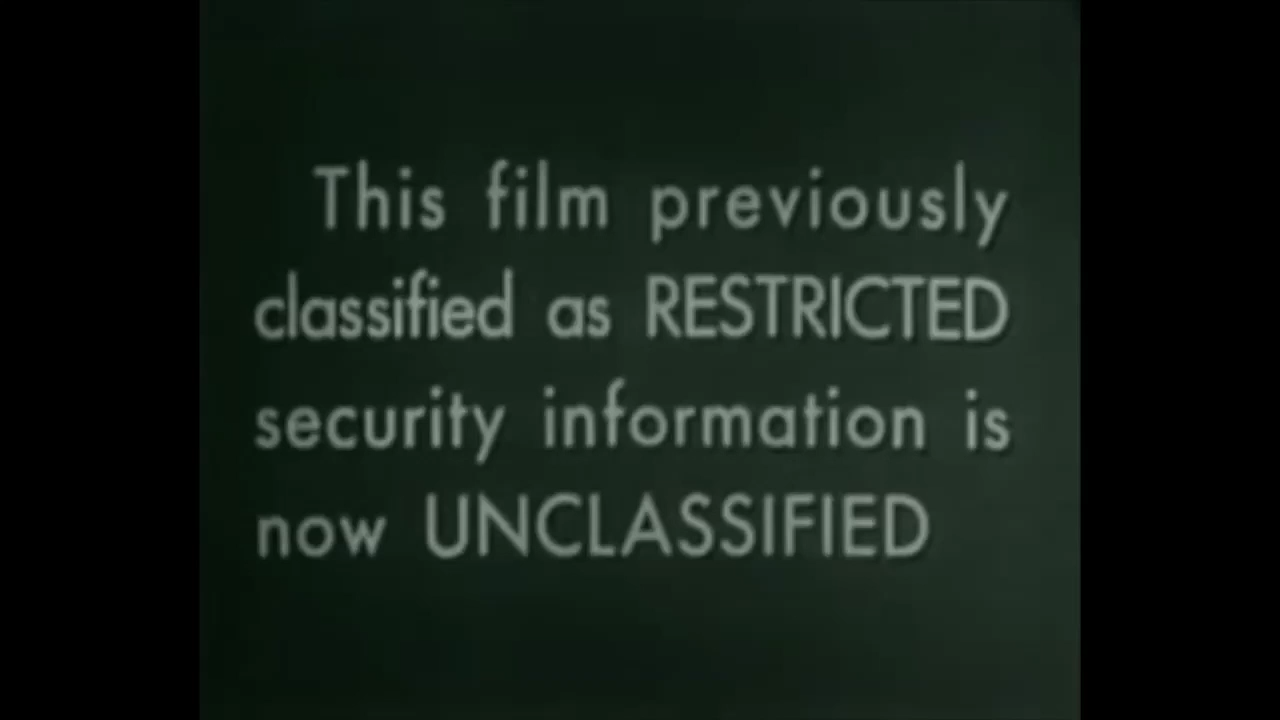 This film previously
classified as RESTRICTED
security information is
now UNCLASSIFIED